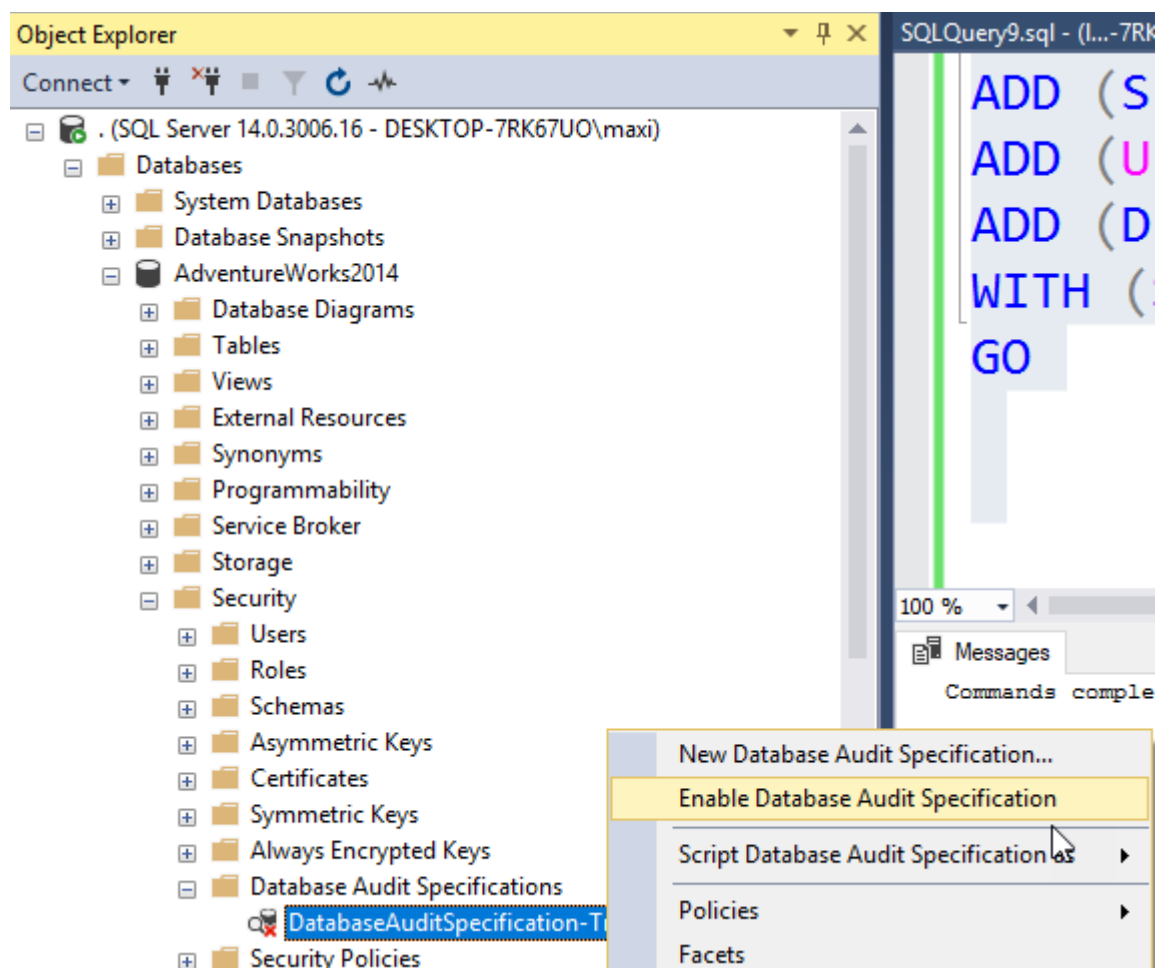 Object Explorer
Connect
. (SQL Server 14.0.3006.16 - DESKTOP-7RK67UO\maxi)
Databases
System Databases
Database Snapshots
AdventureWorks2014
Database Diagrams
Tables
Views
External Resources
Synonyms
Programmability
Service Broker
Storage
Security
Users
Roles
Schemas
Asymmetric Keys
Certificates
Symmetric Keys
Always Encrypted Keys
Database Audit Specifications
DatabaseAuditSpecification-Tr
Security Policies
SQLQuery9.sql - (l...-7RK
ADD (S
ADD (U
ADD (D
WITH (
GO
100 %
Messages
Commands comple
New Database Audit Specification...
Enable Database Audit Specification
Script Database Audit Specification as
Policies
Facets